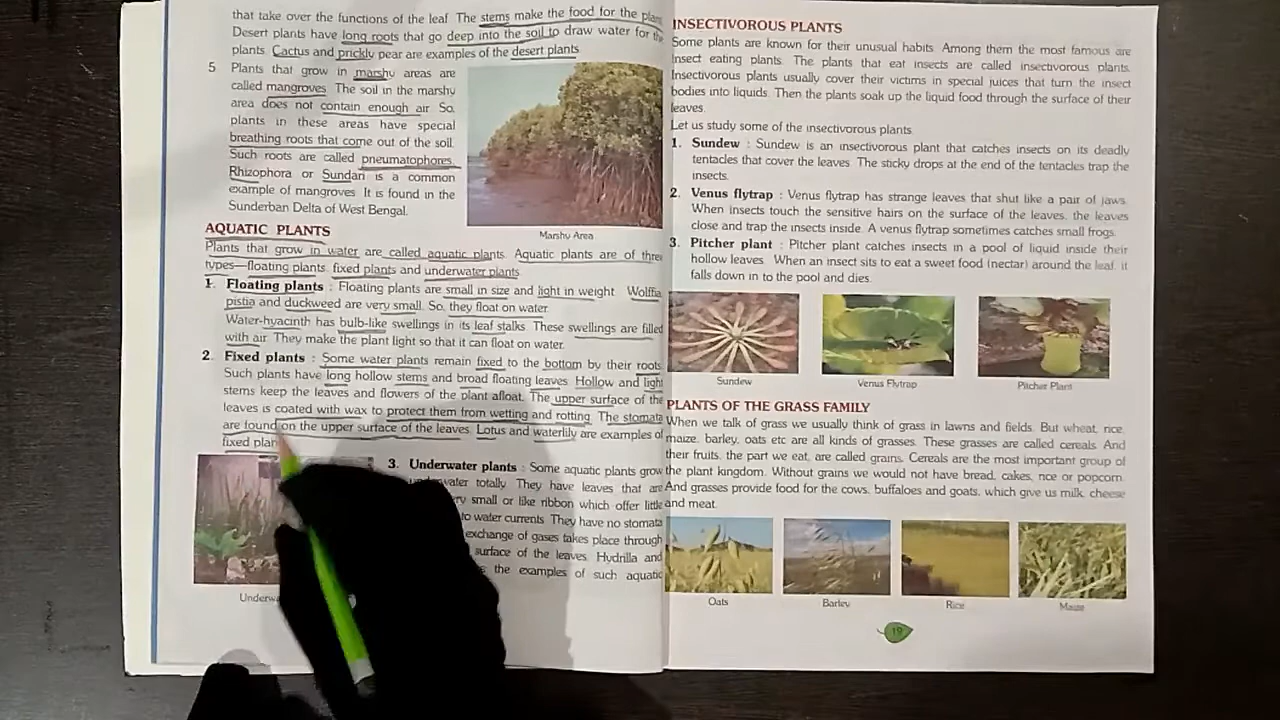 that take over the functions of the leaf. The stems make the food for the plant.
Desert plants have long roots that go deep into the soil to draw water for the
plants. Cactus and prickly pear are examples of the desert plants.
5 Plants that grow in marshy areas are
called mangroves. The soil in the marshy
area does not contain enough air. So,
plants in these areas have special
breathing roots that come out of the soil.
Such roots are called pneumatophores.
Rhizophora or Sundari is a common
example of mangroves. It is found in the
Sunderban Delta of West Bengal.
Marshy Area
AQUATIC PLANTS
Plants that grow in water are called aquatic plants. Aquatic plants are of three
types—floating plants, fixed plants and underwater plants.
1. Floating plants : Floating plants are small in size and light in weight. Wolffia,
pistia and duckweed are very small. So, they float on water.
Water-hyacinth has bulb-like swellings in its leaf stalks. These swellings are filled
with air. They make the plant light so that it can float on water.
2. Fixed plants : Some water plants remain fixed to the bottom by their roots.
Such plants have long hollow stems and broad floating leaves. Hollow and light
stems keep the leaves and flowers of the plant afloat. The upper surface of the
leaves is coated with wax to protect them from wetting and rotting. The stomata
are found on the upper surface of the leaves. Lotus and waterlily are examples of
fixed plan
3. Underwater plants : Some aquatic plants grow
water totally. They have leaves that are
small or like ribbon which offer little
to water currents. They have no stomata
exchange of gases takes place through
surface of the leaves. Hydrilla and
the examples of such aquatic
Underwa
INSECTIVOROUS PLANTS
Some plants are known for their unusual habits. Among them the most famous are
insect eating plants. The plants that eat insects are called insectivorous plants.
Insectivorous plants usually cover their victims in special juices that turn the insect
bodies into liquids. Then the plants soak up the liquid food through the surface of their
leaves.
Let us study some of the insectivorous plants.
1. Sundew : Sundew is an insectivorous plant that catches insects on its deadly
tentacles that cover the leaves. The sticky drops at the end of the tentacles trap the
insects.
2. Venus flytrap : Venus flytrap has strange leaves that shut like a pair of jaws.
When insects touch the sensitive hairs on the surface of the leaves, the leaves
close and trap the insects inside. A venus flytrap sometimes catches small frogs.
3. Pitcher plant : Pitcher plant catches insects in a pool of liquid inside their
hollow leaves. When an insect sits to eat a sweet food (nectar) around the leaf, it
falls down in to the pool and dies.
Sundew
Venus Flytrap
Pitcher Plant
PLANTS OF THE GRASS FAMILY
When we talk of grass we usually think of grass in lawns and fields. But wheat, rice,
maize, barley, oats etc are all kinds of grasses. These grasses are called cereals. And
their fruits, the part we eat, are called grains. Cereals are the most important group of
the plant kingdom. Without grains we would not have bread, cakes, rice or popcorn.
And grasses provide food for the cows, buffaloes and goats, which give us milk, cheese
and meat.
Oats
Barley
Rice
Maize
19